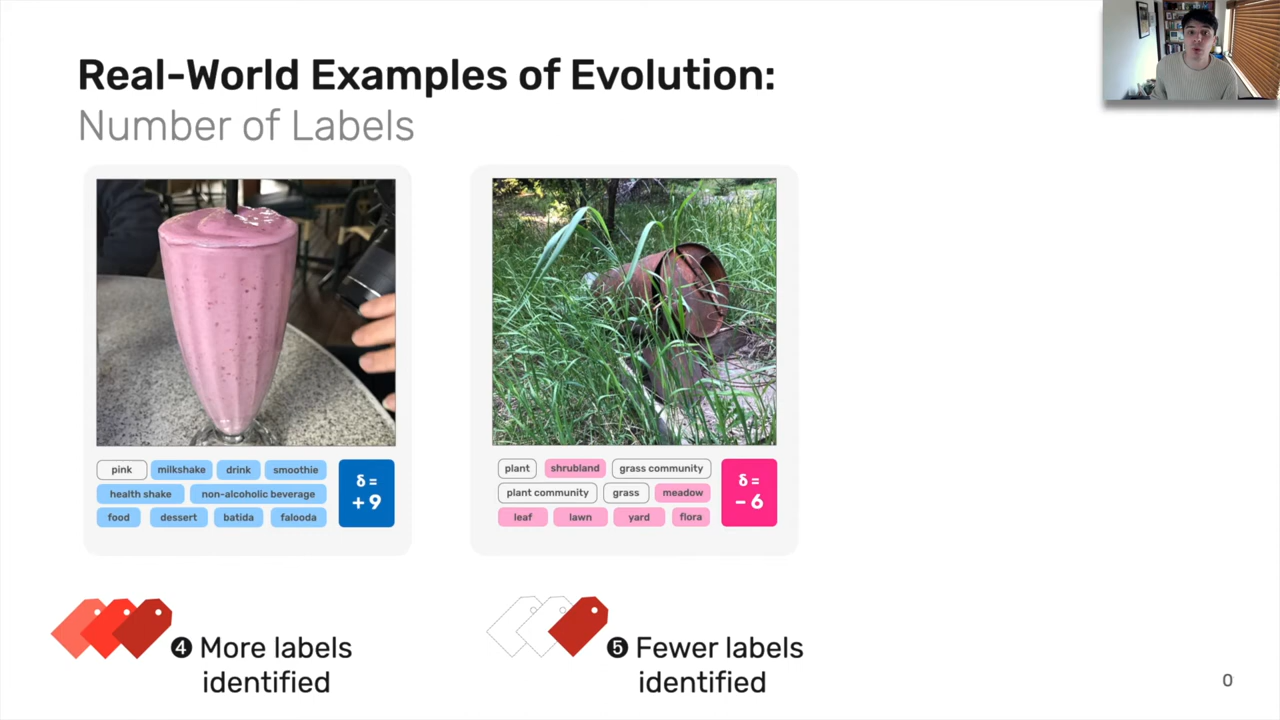 Real-World Examples of Evolution:
Number of Labels
pink milkshake drink smoothie
health shake non-alcoholic beverage
food dessert batida falooda
δ =
+ 9
plant shrubland grass community
plant community grass meadow
leaf lawn yard flora
δ =
− 6
❹ More labels
identified
❺ Fewer labels
identified
0